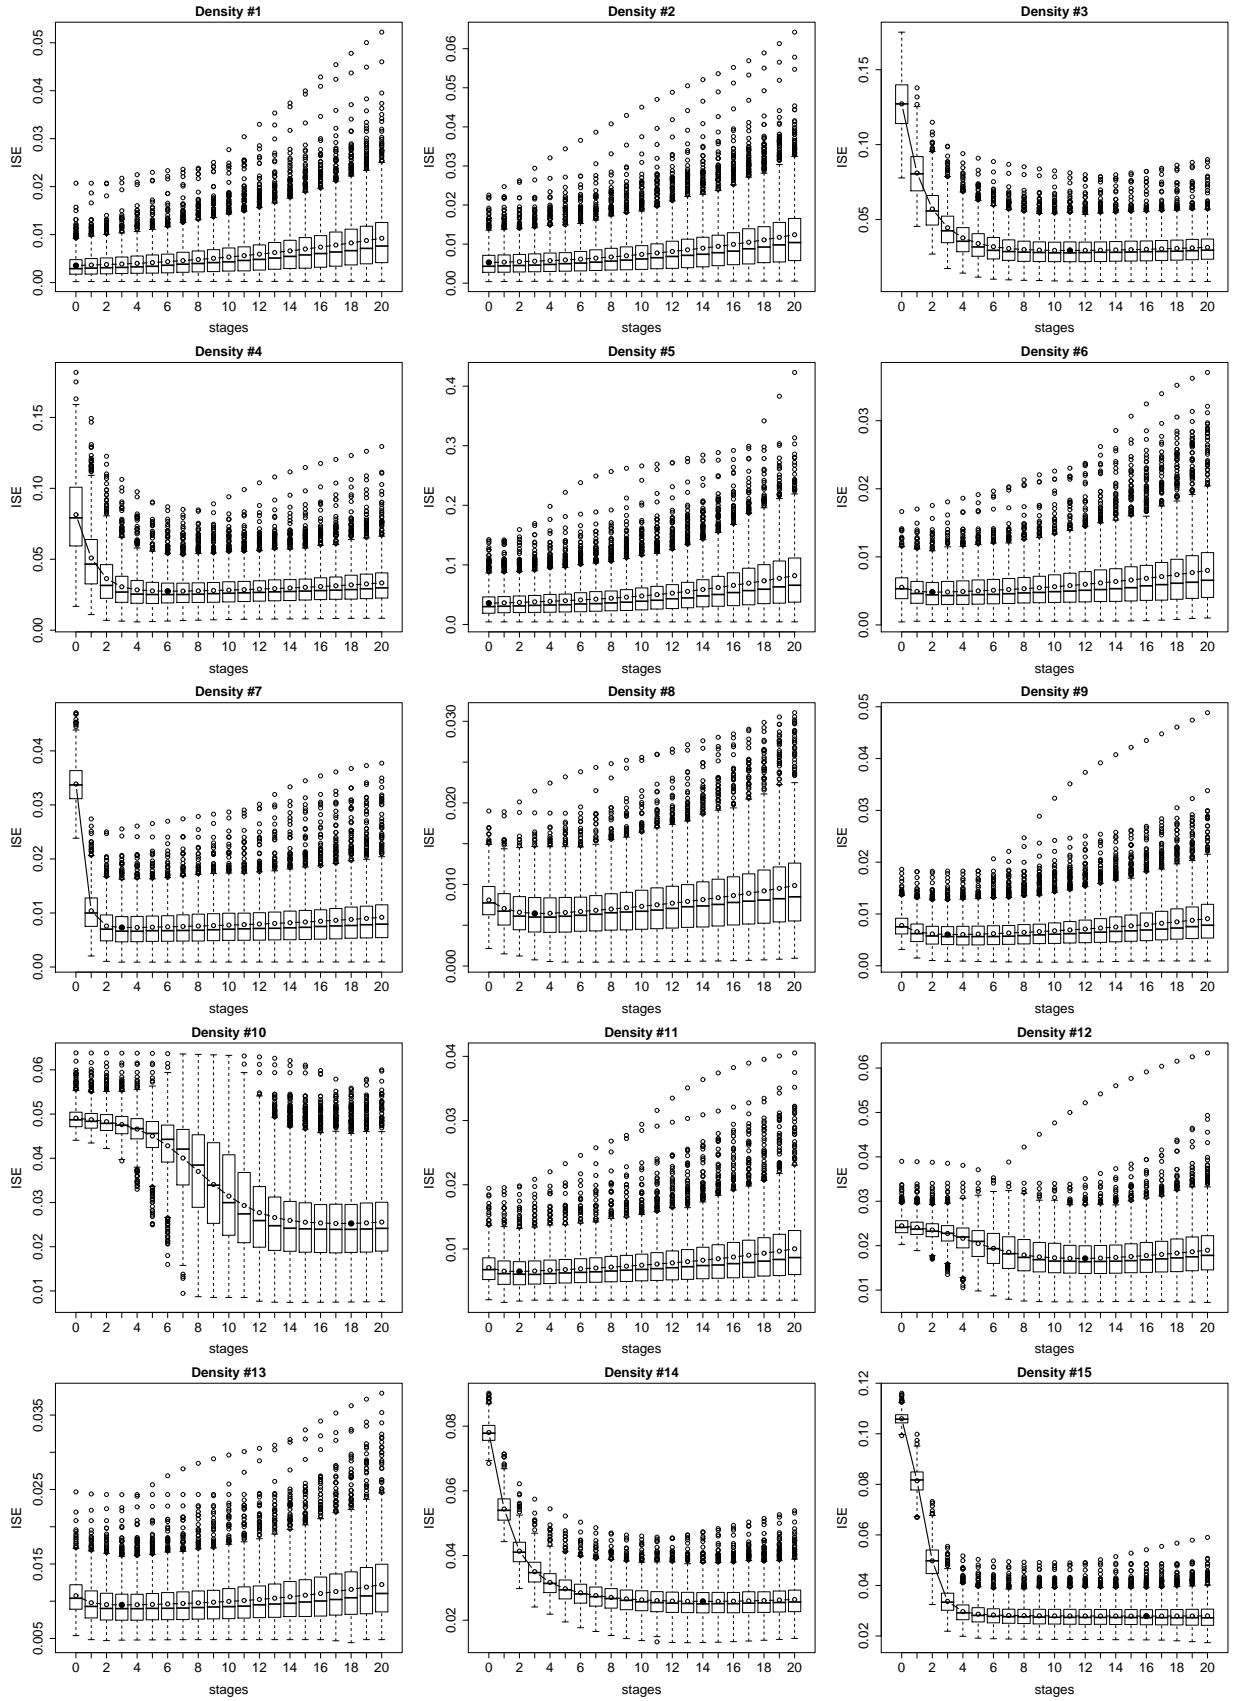 Density #1
0.05
0.04
0.03
0.02
0.01
0.00
ISE
0 2 4 6 8 10 12 14 16 18 20
stages
Density #2
0.06
0.05
0.04
0.03
0.02
0.01
0.00
ISE
0 2 4 6 8 10 12 14 16 18 20
stages
Density #3
0.15
0.10
0.05
ISE
0 2 4 6 8 10 12 14 16 18 20
stages
Density #4
0.15
0.10
0.05
0.00
ISE
0 2 4 6 8 10 12 14 16 18 20
stages
Density #5
0.4
0.3
0.2
0.1
0.0
ISE
0 2 4 6 8 10 12 14 16 18 20
stages
Density #6
0.03
0.02
0.01
0.00
ISE
0 2 4 6 8 10 12 14 16 18 20
stages
Density #7
0.04
0.03
0.02
0.01
0.00
ISE
0 2 4 6 8 10 12 14 16 18 20
stages
Density #8
0.030
0.020
0.010
0.000
ISE
0 2 4 6 8 10 12 14 16 18 20
stages
Density #9
0.05
0.04
0.03
0.02
0.01
0.00
ISE
0 2 4 6 8 10 12 14 16 18 20
stages
Density #10
0.06
0.05
0.04
0.03
0.02
0.01
ISE
0 2 4 6 8 10 12 14 16 18 20
stages
Density #11
0.04
0.03
0.02
0.01
ISE
0 2 4 6 8 10 12 14 16 18 20
stages
Density #12
0.06
0.05
0.04
0.03
0.02
0.01
ISE
0 2 4 6 8 10 12 14 16 18 20
stages
Density #13
0.035
0.025
0.015
0.005
ISE
0 2 4 6 8 10 12 14 16 18 20
stages
Density #14
0.08
0.06
0.04
0.02
ISE
0 2 4 6 8 10 12 14 16 18 20
stages
Density #15
0.12
0.10
0.08
0.06
0.04
0.02
ISE
0 2 4 6 8 10 12 14 16 18 20
stages